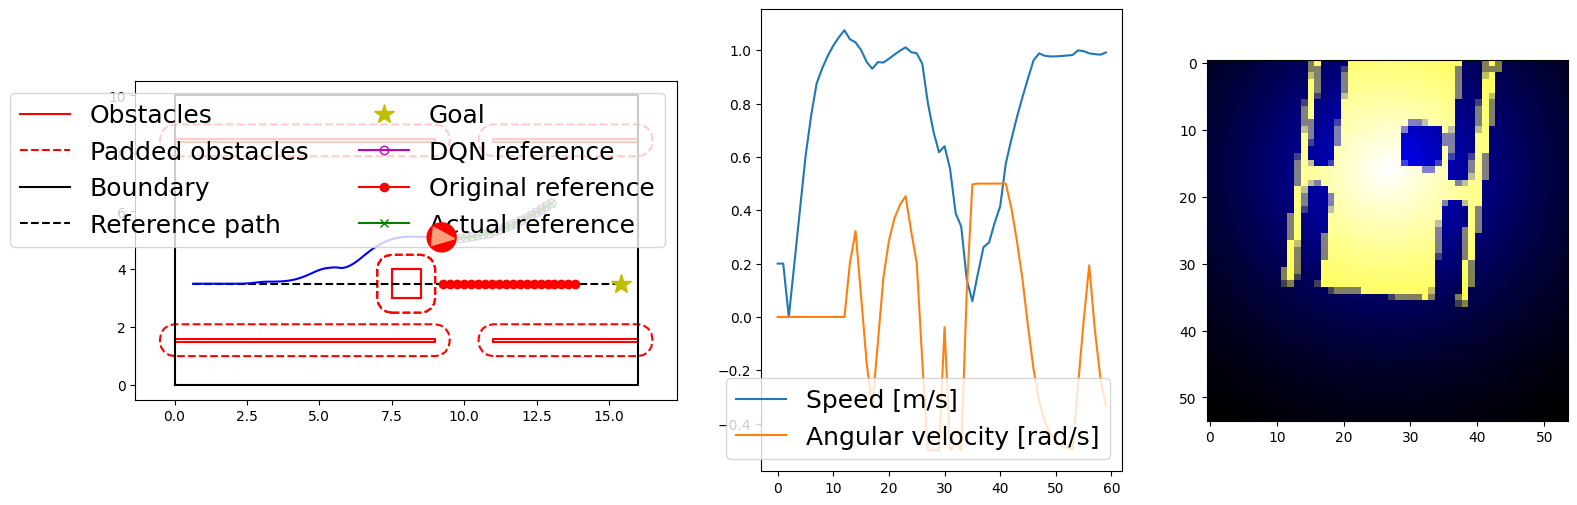 10
6
4
2
0
0.0 2.5 5.0 7.5 10.0 12.5 15.0
Obstacles
Padded obstacles
Boundary
Reference path
Goal
DQN reference
Original reference
Actual reference
1.0
0.8
0.6
0.4
0.2
0.0
−0.2
−0.4
0 10 20 30 40 50 60
Speed [m/s]
Angular velocity [rad/s]
0
10
20
30
40
50
0 10 20 30 40 50